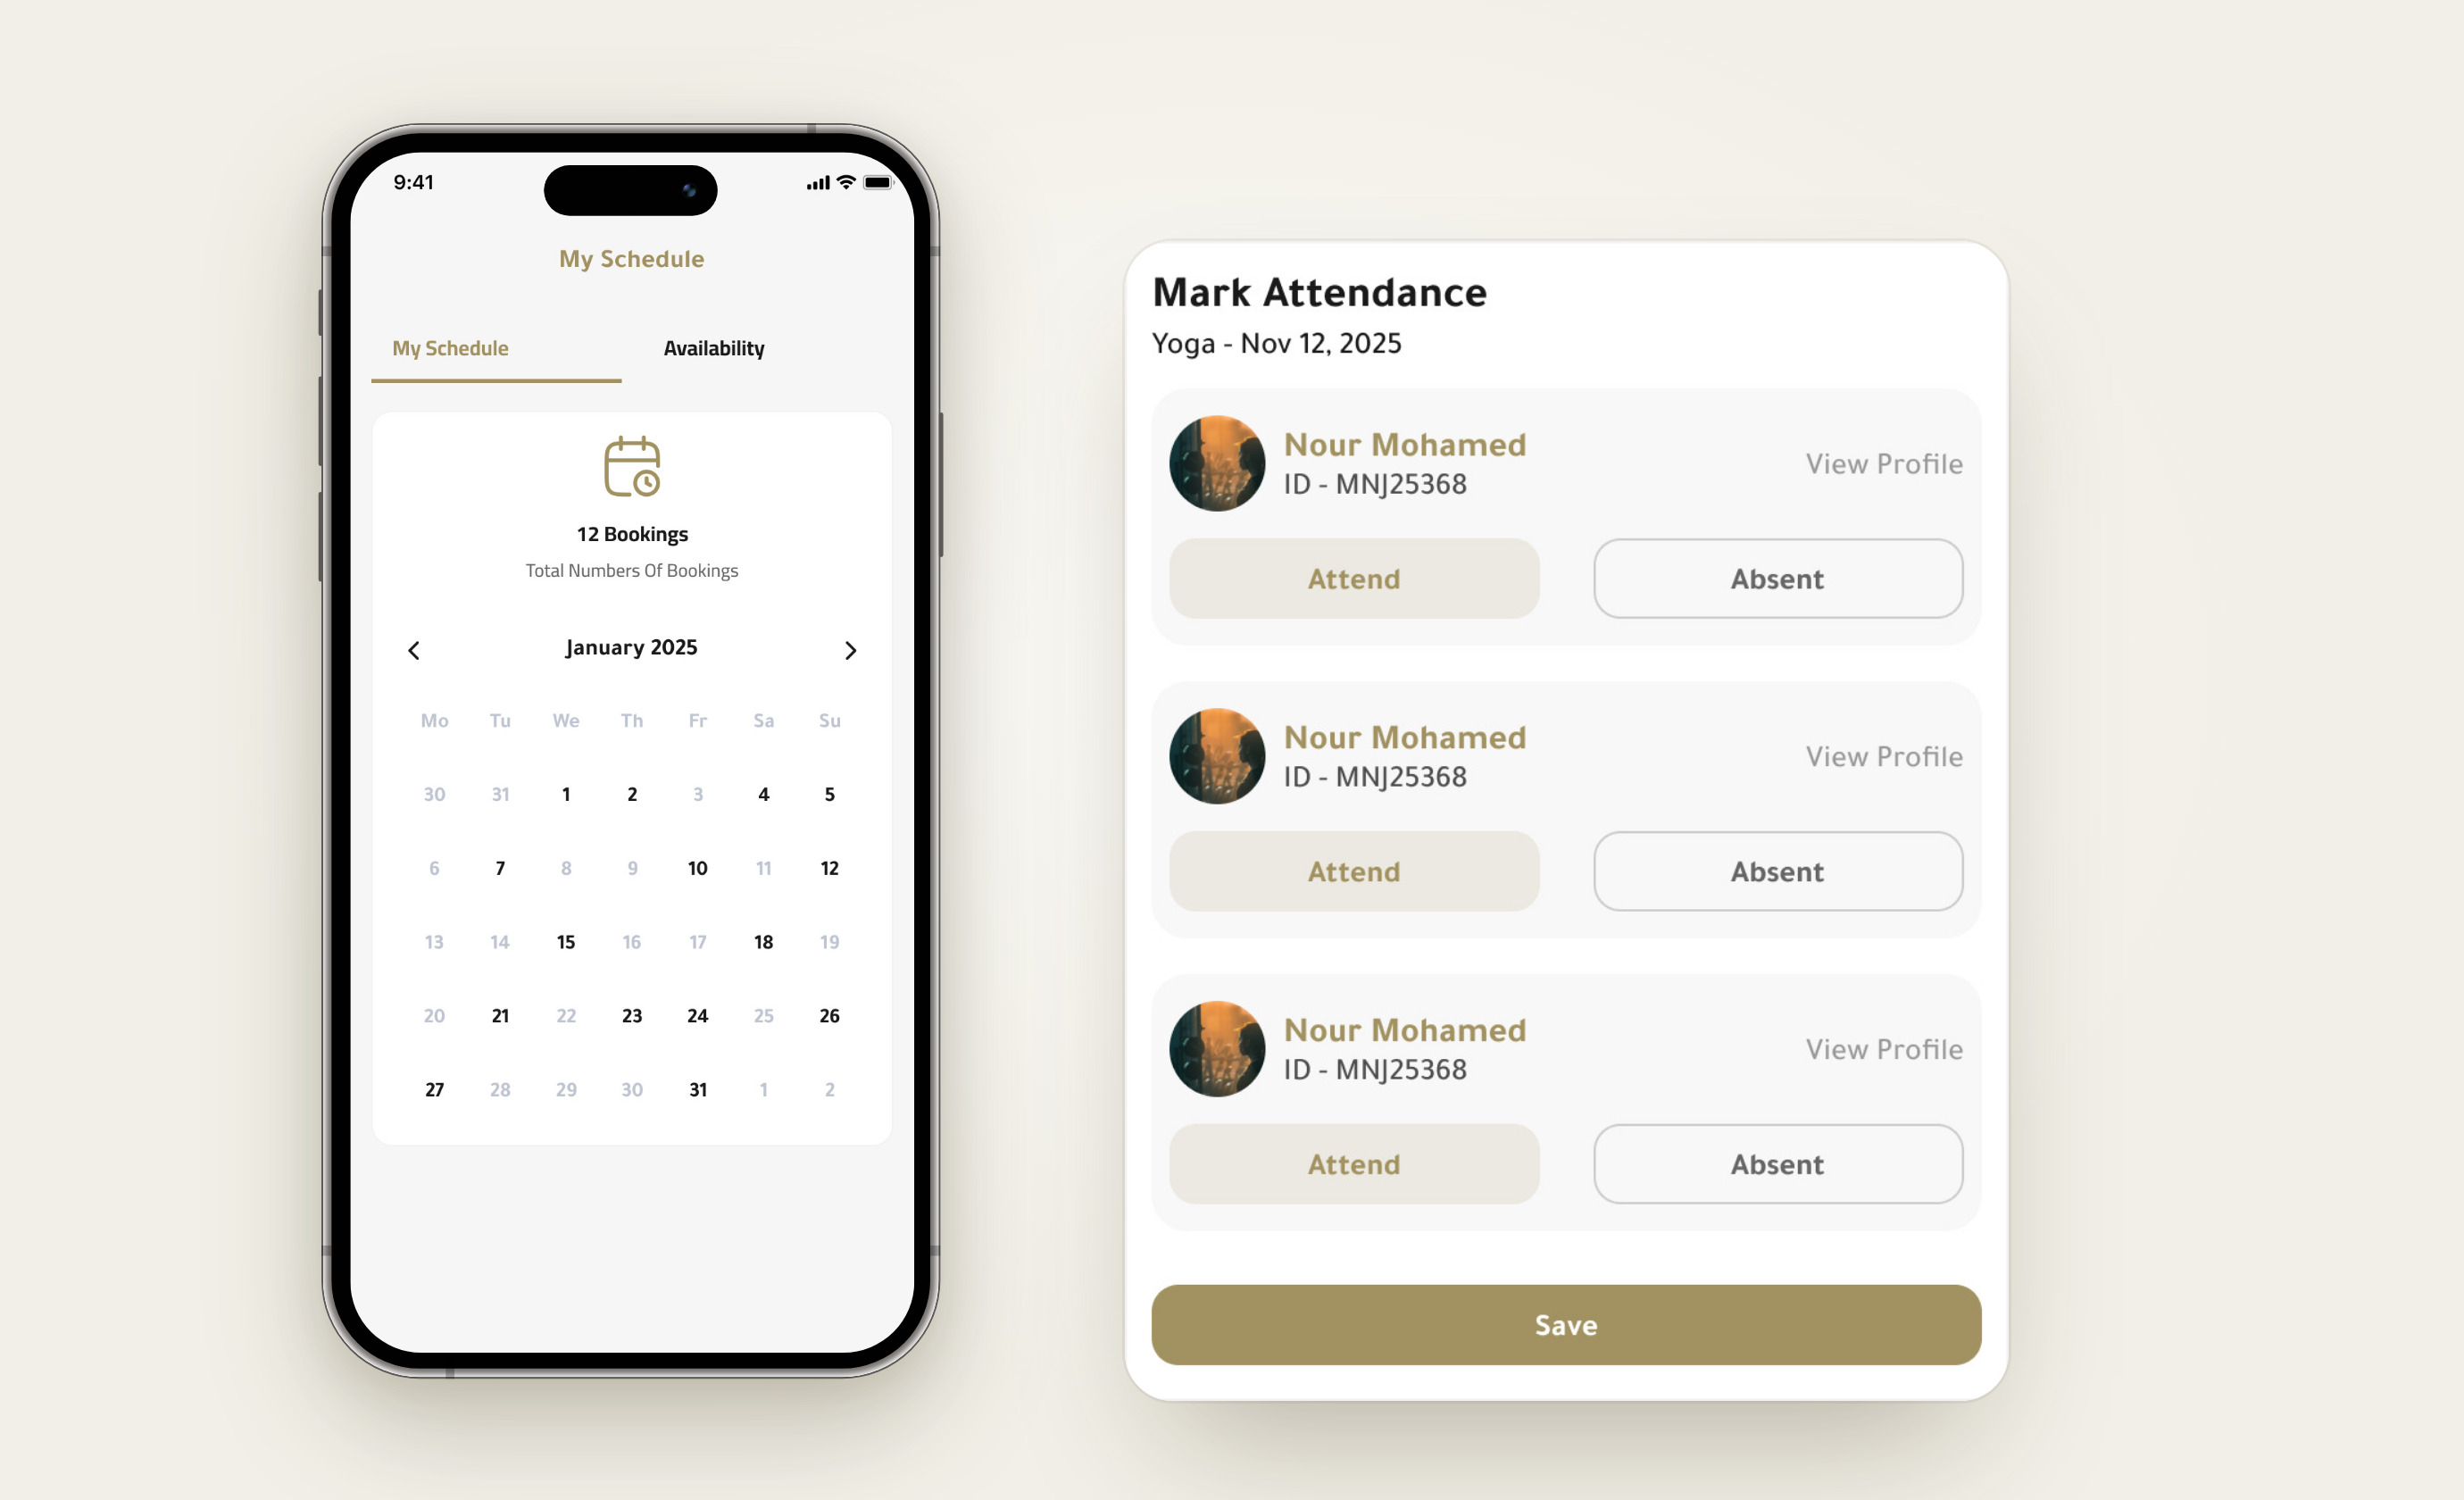 9:41
My Schedule
My Schedule Availability
12 Bookings
Total Numbers Of Bookings
January 2025
Mo Tu We Th Fr Sa Su
30 31 1 2 3 4 5
6 7 8 9 10 11 12
13 14 15 16 17 18 19
20 21 22 23 24 25 26
27 28 29 30 31 1 2
Mark Attendance
Yoga - Nov 12, 2025
Nour Mohamed
ID - MNJ25368
View Profile
Attend Absent
Nour Mohamed
ID - MNJ25368
View Profile
Attend Absent
Nour Mohamed
ID - MNJ25368
View Profile
Attend Absent
Save